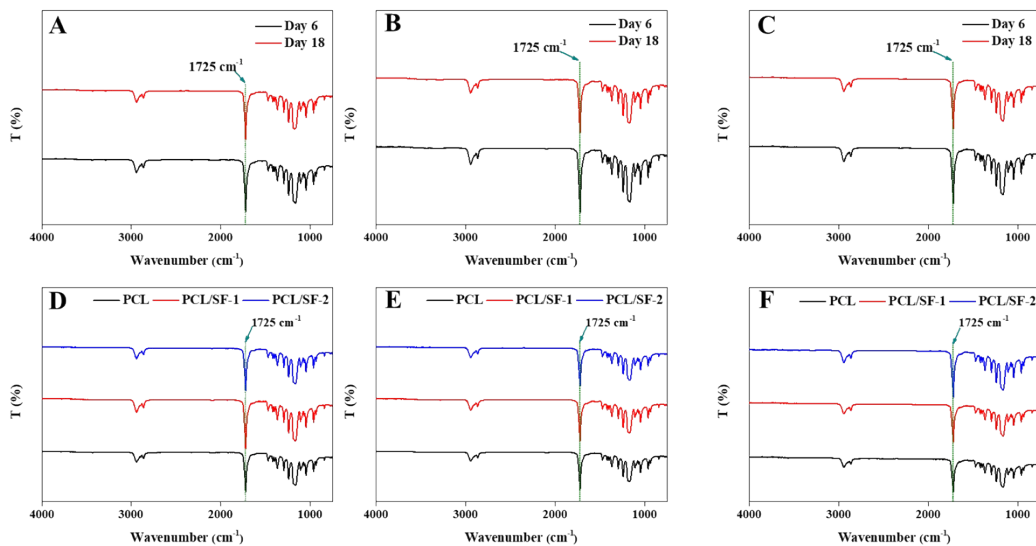 A
Day 6
Day 18
1725 cm⁻¹
T (%)
4000 3000 2000 1000
Wavenumber (cm⁻¹)
B
Day 6
Day 18
1725 cm⁻¹
T (%)
4000 3000 2000 1000
Wavenumber (cm⁻¹)
C
Day 6
Day 18
1725 cm⁻¹
T (%)
4000 3000 2000 1000
Wavenumber (cm⁻¹)
D
PCL PCL/SF-1 PCL/SF-2
1725 cm⁻¹
T (%)
4000 3000 2000 1000
Wavenumber (cm⁻¹)
E
PCL PCL/SF-1 PCL/SF-2
1725 cm⁻¹
T (%)
4000 3000 2000 1000
Wavenumber (cm⁻¹)
F
PCL PCL/SF-1 PCL/SF-2
1725 cm⁻¹
T (%)
4000 3000 2000 1000
Wavenumber (cm⁻¹)